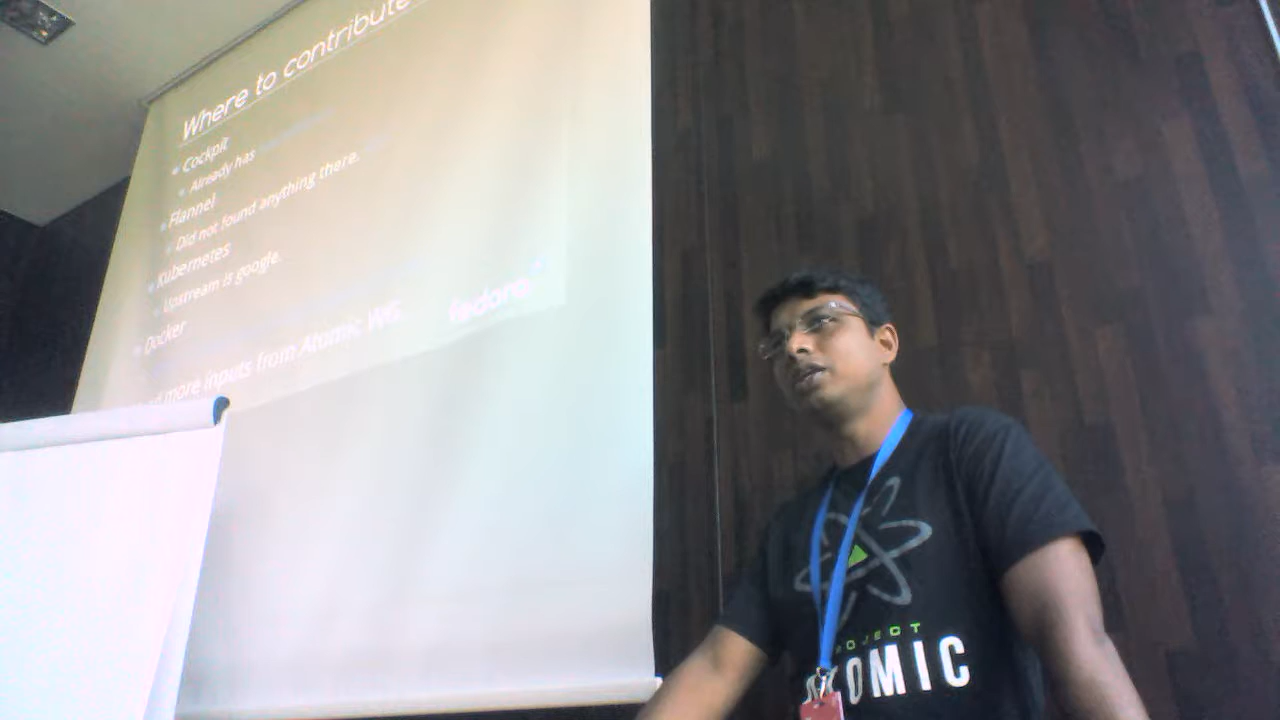 Where to contribute
Cockpit
Already has
Flannel
Did not found anything there.
Kubernetes
Upstream is google.
Docker
more inputs from Atomic WG.
fedora
OJECT
OMIC